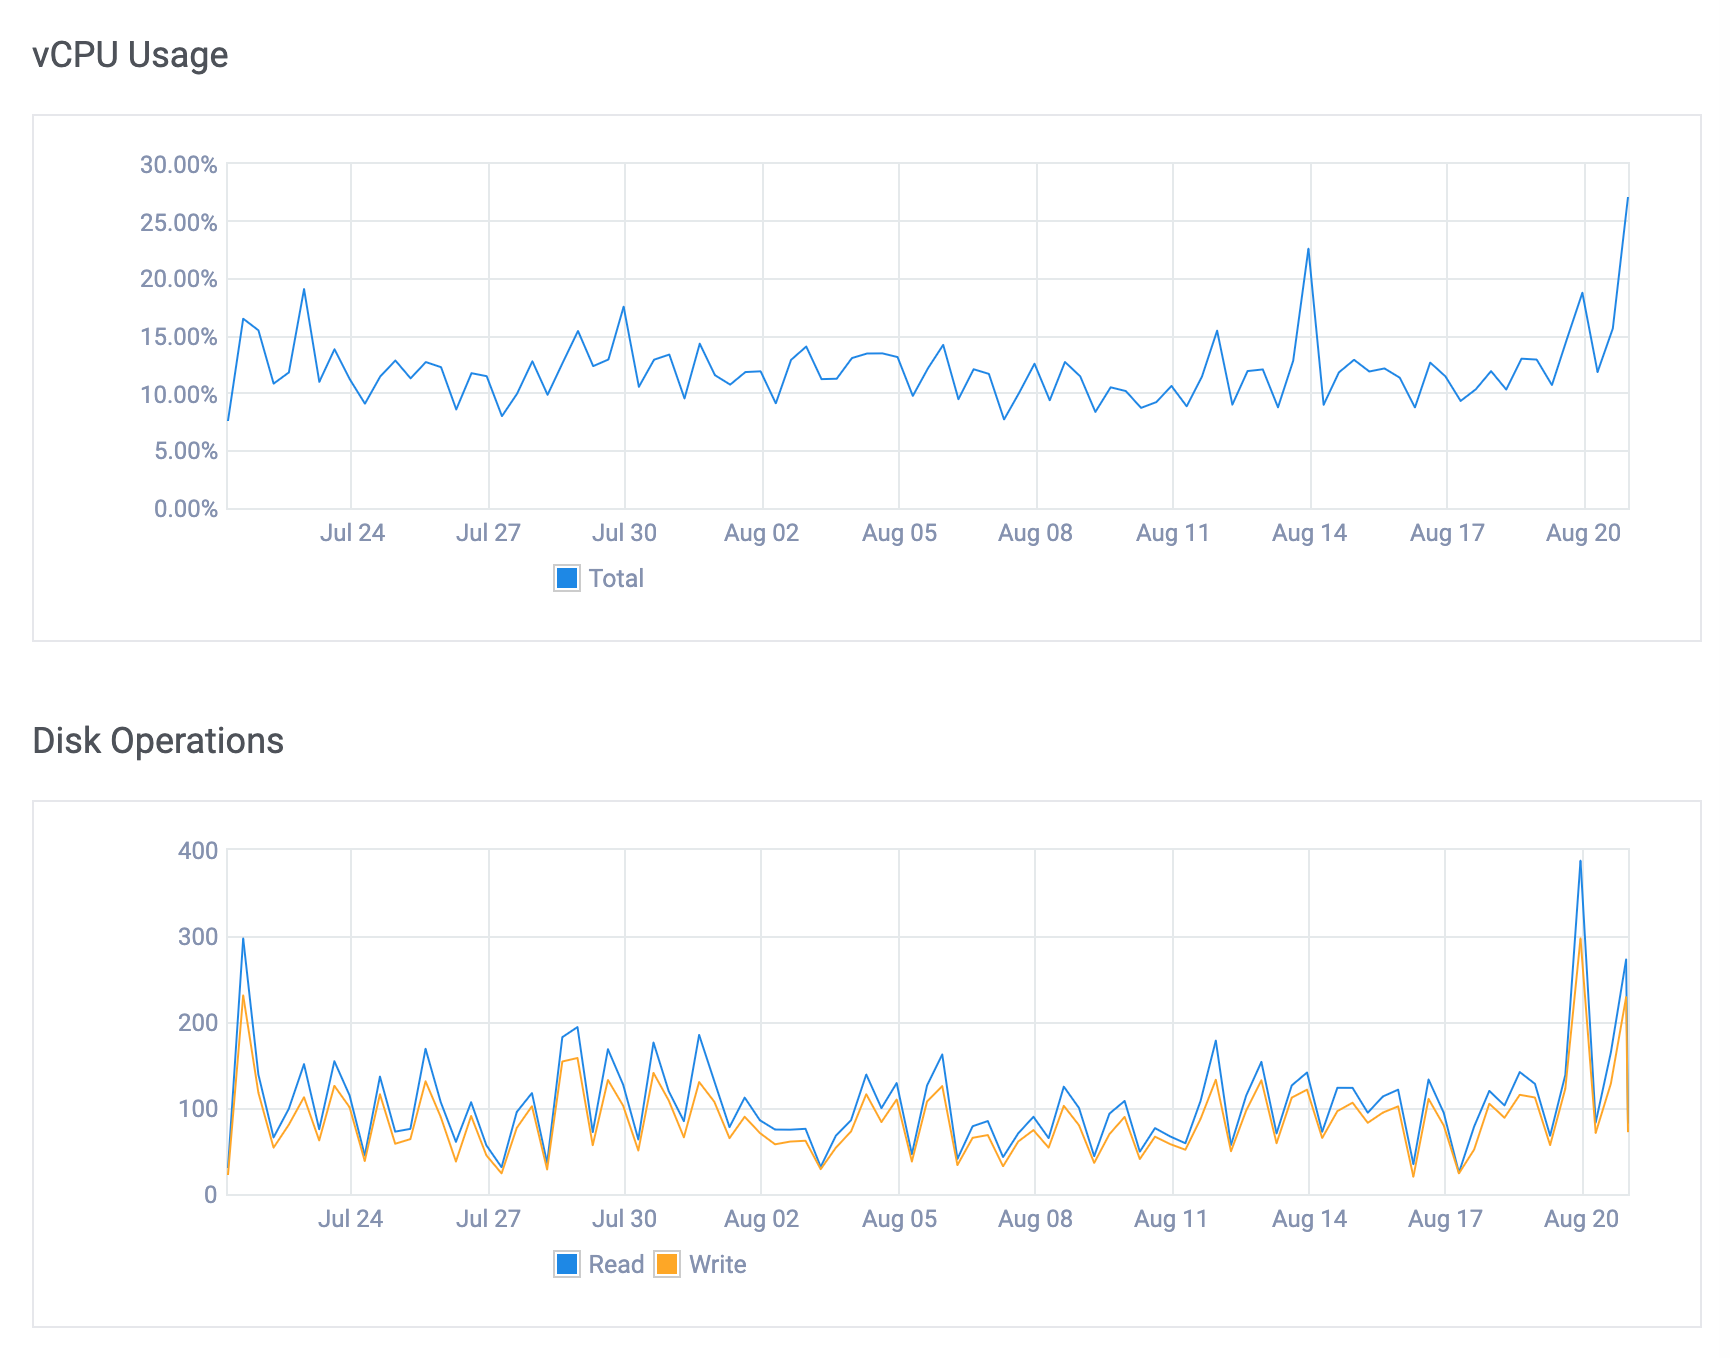 vCPU Usage
30.00%
25.00%
20.00%
15.00%
10.00%
5.00%
0.00%
Jul 24 Jul 27 Jul 30 Aug 02 Aug 05 Aug 08 Aug 11 Aug 14 Aug 17 Aug 20
Total
Disk Operations
400
300
200
100
0
Jul 24 Jul 27 Jul 30 Aug 02 Aug 05 Aug 08 Aug 11 Aug 14 Aug 17 Aug 20
Read Write